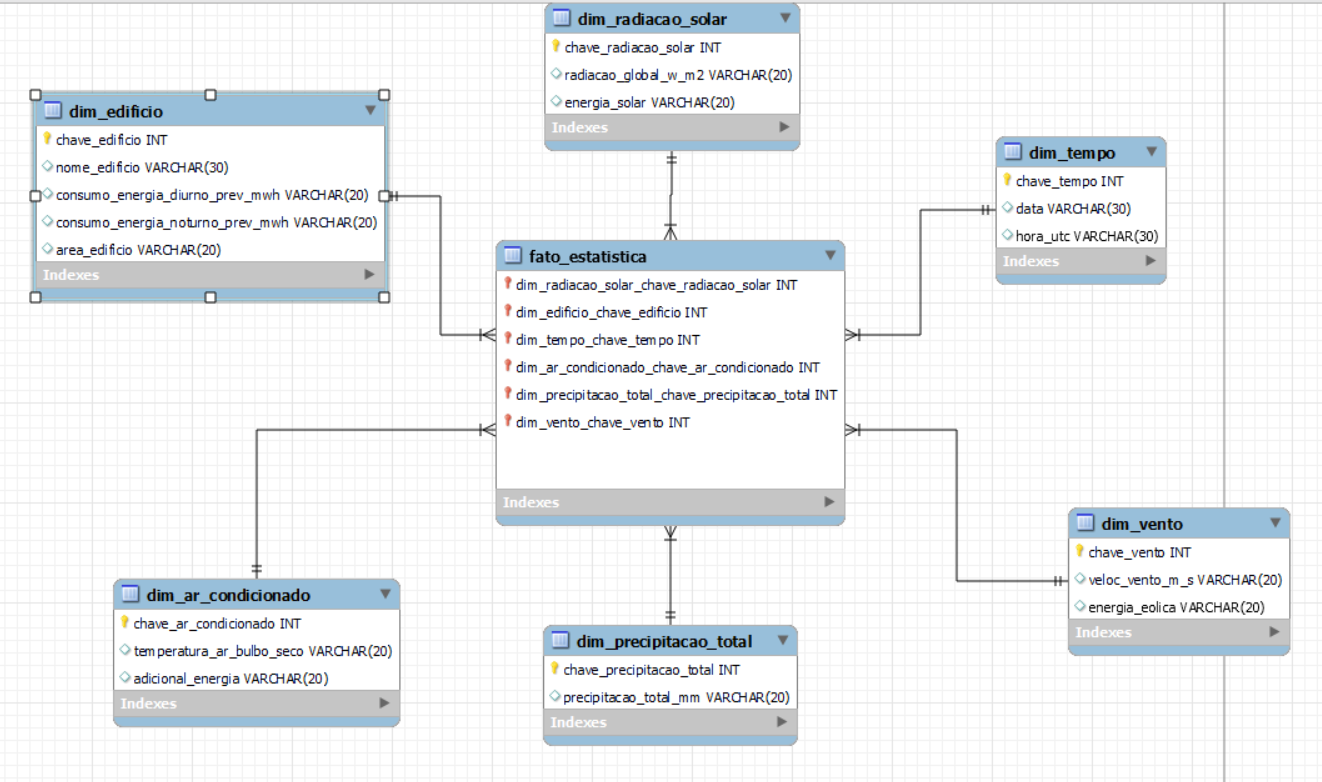 dim_radiacao_solar
chave_radiacao_solar INT
radiacao_global_w_m2 VARCHAR(20)
energia_solar VARCHAR(20)
Indexes
dim_edificio
chave_edificio INT
nome_edificio VARCHAR(30)
consumo_energia_diurno_prev_mwh VARCHAR(20)
consumo_energia_noturno_prev_mwh VARCHAR(20)
area_edificio VARCHAR(20)
Indexes
dim_tempo
chave_tempo INT
data VARCHAR(30)
hora_utc VARCHAR(30)
Indexes
fato_estatistica
dim_radiacao_solar_chave_radiacao_solar INT
dim_edificio_chave_edificio INT
dim_tempo_chave_tempo INT
dim_ar_condicionado_chave_ar_condicionado INT
dim_precipitacao_total_chave_precipitacao_total INT
dim_vento_chave_vento INT
Indexes
dim_vento
chave_vento INT
veloc_vento_m_s VARCHAR(20)
energia_eolica VARCHAR(20)
Indexes
dim_ar_condicionado
chave_ar_condicionado INT
temperatura_ar_bulbo_seco VARCHAR(20)
adicional_energia VARCHAR(20)
Indexes
dim_precipitacao_total
chave_precipitacao_total INT
precipitacao_total_mm VARCHAR(20)
Indexes